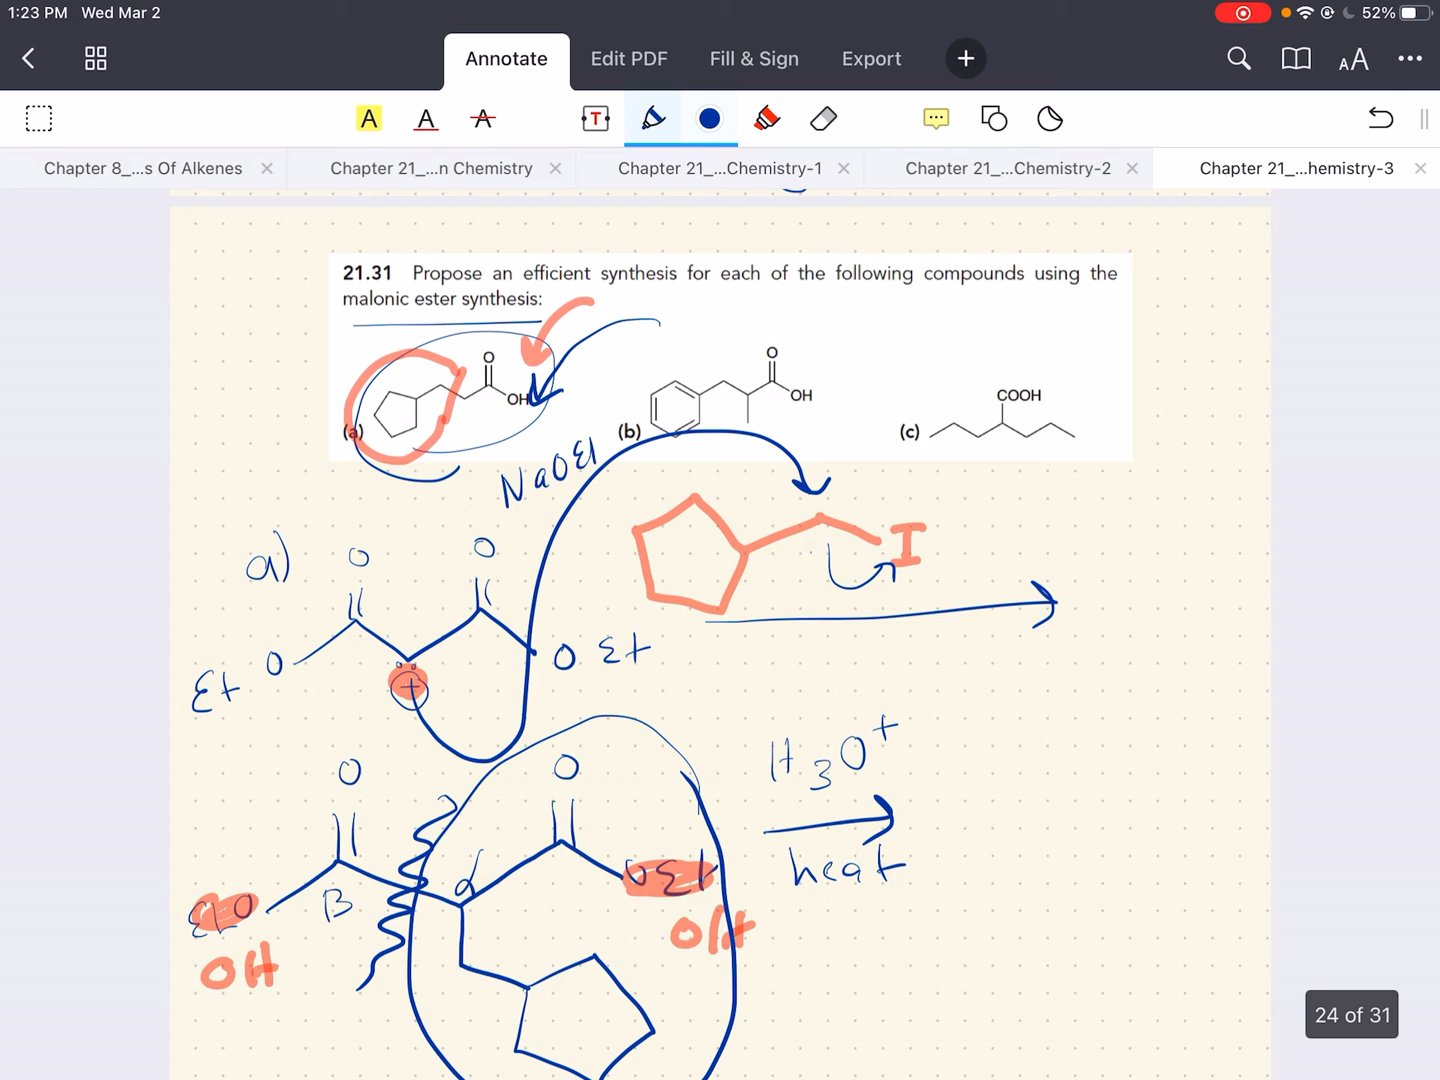 1:23 PM Wed Mar 2
52%
Annotate Edit PDF Fill & Sign Export
A A A T AA
Chapter 8_...s Of Alkenes Chapter 21_...n Chemistry Chapter 21_...Chemistry-1 Chapter 21_...Chemistry-2 Chapter 21_...hemistry-3
21.31 Propose an efficient synthesis for each of the following compounds using the
malonic ester synthesis:
O
OH
(a)
O
OH
(b)
COOH
(c)
NaOEt
I
a)
O O
Et O O Et
O O
H3O+
heat
EtO β α OEt
OH OH
24 of 31